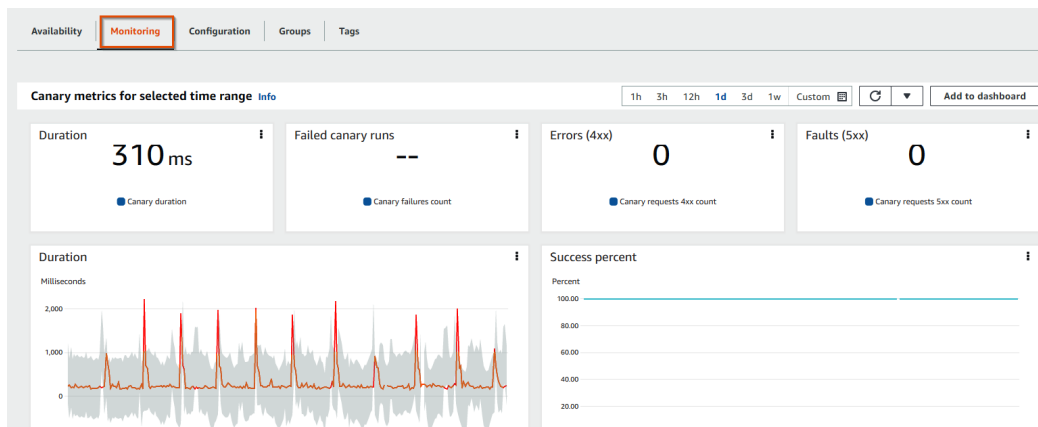 Availability Monitoring Configuration Groups Tags
Canary metrics for selected time range Info 1h 3h 12h 1d 3d 1w Custom Add to dashboard
Duration Failed canary runs Errors (4xx) Faults (5xx)
310 ms -- 0 0
Canary duration Canary failures count Canary requests 4xx count Canary requests 5xx count
Duration
Milliseconds
2,000
1,000
0
Success percent
Percent
100.00
80.00
60.00
40.00
20.00